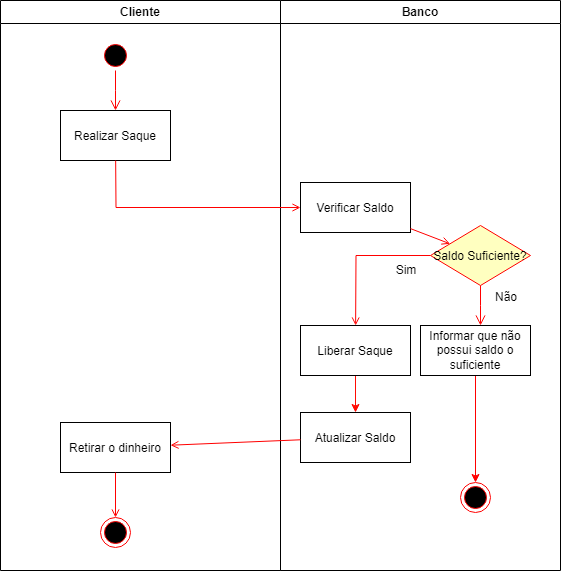 Cliente
Banco
Realizar Saque
Verificar Saldo
Saldo Suficiente?
Sim
Não
Liberar Saque
Informar que não
possui saldo o
suficiente
Atualizar Saldo
Retirar o dinheiro